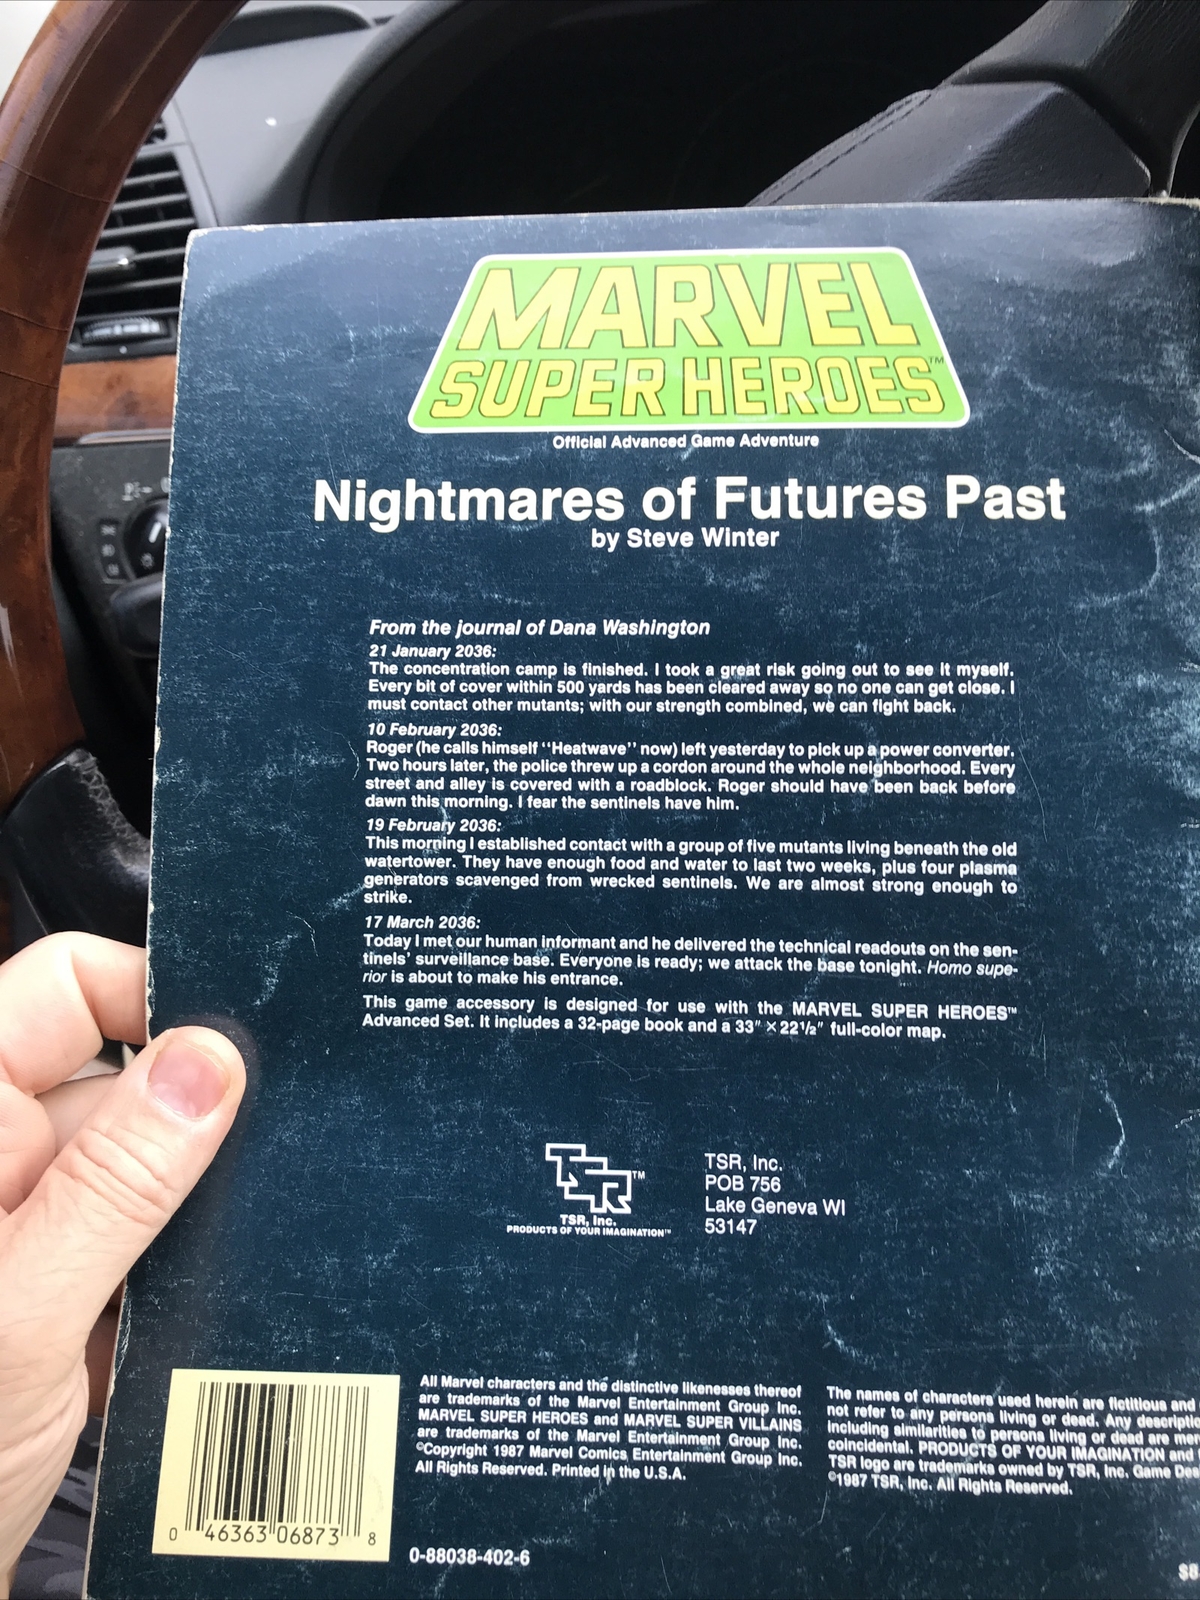 MARVEL
SUPER HEROES™
Official Advanced Game Adventure
Nightmares of Futures Past
by Steve Winter
From the journal of Dana Washington
21 January 2036:
The concentration camp is finished. I took a great risk going out to see it myself.
Every bit of cover within 500 yards has been cleared away so no one can get close. I
must contact other mutants; with our strength combined, we can fight back.
10 February 2036:
Roger (he calls himself "Heatwave" now) left yesterday to pick up a power converter.
Two hours later, the police threw up a cordon around the whole neighborhood. Every
street and alley is covered with a roadblock. Roger should have been back before
dawn this morning. I fear the sentinels have him.
19 February 2036:
This morning I established contact with a group of five mutants living beneath the old
watertower. They have enough food and water to last two weeks, plus four plasma
generators scavenged from wrecked sentinels. We are almost strong enough to
strike.
17 March 2036:
Today I met our human informant and he delivered the technical readouts on the sen-
tinels' surveillance base. Everyone is ready; we attack the base tonight. Homo supe-
rior is about to make his entrance.
This game accessory is designed for use with the MARVEL SUPER HEROES™
Advanced Set. It includes a 32-page book and a 33" × 22½" full-color map.
TSR™
TSR, Inc.
PRODUCTS OF YOUR IMAGINATION™
TSR, Inc.
POB 756
Lake Geneva WI
53147
All Marvel characters and the distinctive likenesses thereof
are trademarks of the Marvel Entertainment Group Inc.
MARVEL SUPER HEROES and MARVEL SUPER VILLAINS
are trademarks of the Marvel Entertainment Group Inc.
©Copyright 1987 Marvel Comics Entertainment Group Inc.
All Rights Reserved. Printed in the U.S.A.
The names of characters used herein are fictitious and
not refer to any persons living or dead. Any
including similarities to persons living or dead are
coincidental. PRODUCTS OF YOUR IMAGINATION and
TSR logo are trademarks owned by TSR, Inc. Game
©1987 TSR, Inc. All Rights Reserved.
0 46363 06873 8
0-88038-402-6
$8